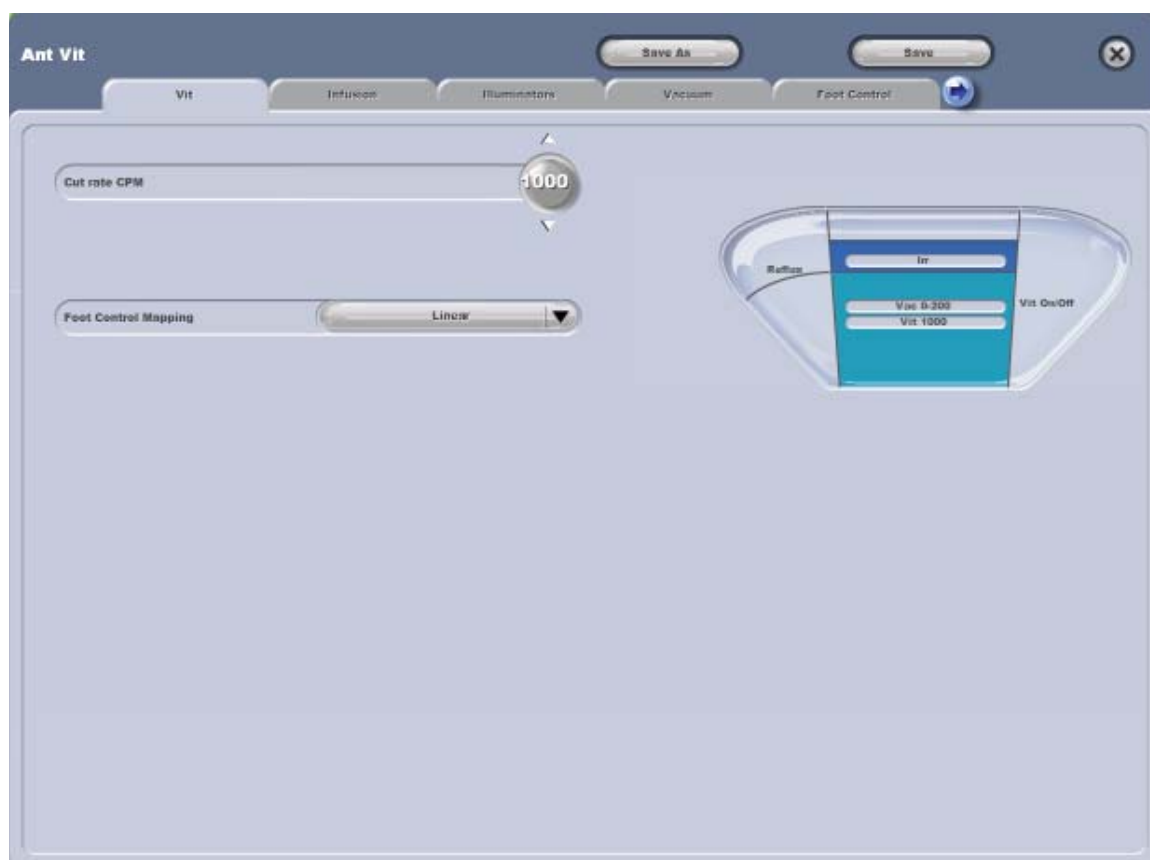 Ant Vit
Save As
Save
Vit
Infusion
Illuminators
Vacuum
Foot Control
Cut rate CPM
1000
Foot Control Mapping
Linear
Reflux
Irr
Vac 0-200
Vit 1000
Vit On/Off